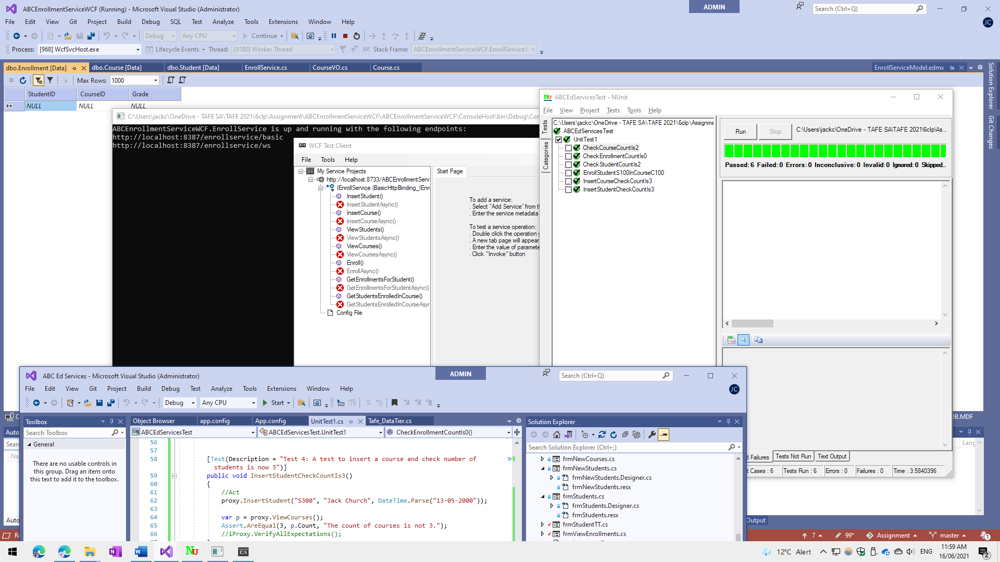 ABCEnrollmentServiceWCF (Running) - Microsoft Visual Studio (Administrator)
ADMIN
Search (Ctrl+Q)
File Edit View Git Project Build Debug SQL Test Analyze Tools Extensions Window Help
JC
Debug Any CPU Continue
Process: [968] WcfSvcHost.exe Lifecycle Events Thread: [8180] Worker Thread Stack Frame: ABCEnrollmentServiceWCF.EnrollService.I
dbo.Enrollment [Data] dbo.Course [Data] dbo.Student [Data] EnrollService.cs CourseVO.cs Course.cs EnrollServiceModel.edmx
Solution Explorer
Git Changes
Max Rows: 1000
StudentID CourseID Grade
NULL NULL NULL
C:\Users\jackc\OneDrive - TAFE SA\TAFE 2021\6clp\Assignment\ABCEnrollmentServiceWCF\ABCEnrollmentServiceWCF\ConsoleHost\bin\Debug\Con
ABCEnrollmentServiceWCF.EnrollService is up and running with the following endpoints:
http://localhost:8387/enrollservice/basic
http://localhost:8387/enrollservice/ws
WCF Test Client
File Tools Help
My Service Projects
http://localhost:8733/ABCEnrollmentServ
IEnrollService (BasicHttpBinding_IEnro
InsertStudent()
InsertStudentAsync()
InsertCourse()
InsertCourseAsync()
ViewStudents()
ViewStudentsAsync()
ViewCourses()
ViewCoursesAsync()
Enroll()
EnrollAsync()
GetEnrollmentsForStudent()
GetEnrollmentsForStudentAsync()
GetStudentsEnrolledInCourse()
GetStudentsEnrolledInCourseAsyn
Config File
Start Page
To add a service:
. Select "Add Service" from th
. Enter the service metadata
To test a service operation:
. Double click the operation y
. A new tab page will appear
. Enter the value of paramete
. Click "Invoke" button
ABCEdServicesTest - NUnit
File View Project Tests Tools Help
Tests
Categories
C:\Users\jackc\OneDrive - TAFE SA\TAFE 2021\6clp\Assignme
ABCEdServicesTest
UnitTest1
CheckCourseCountIs2
CheckEnrollmentCountIs0
CheckStudentCountIs2
EnrollStudentS100InCourseC100
InsertCourseCheckCountIs3
InsertStudentCheckCountIs3
Run Stop C:\Users\jackc\OneDrive - TAFE SA\TAFE 2021\6clp\As...
Passed: 6 Failed: 0 Errors: 0 Inconclusive: 0 Invalid: 0 Ignored: 0 Skipped...
d Failures Tests Not Run Text Output
t Cases : 6 Tests Run : 6 Errors : 0 Failures : 0 Time : 3.5840396
ABC Ed Services - Microsoft Visual Studio (Administrator)
ADMIN
Search (Ctrl+Q)
File Edit View Git Project Build Debug Test Analyze Tools Extensions Window Help
JC
Debug Any CPU Start
Toolbox
Search Toolbox
General
There are no usable controls in
this group. Drag an item onto
this text to add it to the toolbox.
Object Browser app.config App.config UnitTest1.cs Tafe_DataTier.cs
ABCEdServicesTest ABCEdServicesTest.UnitTest1 CheckEnrollmentCountIs0()
56
57
58 [Test(Description = "Test 4: A test to insert a course and check number of
students is now 3")]
59 public void InsertStudentCheckCountIs3()
60 {
61 //Act
62 proxy.InsertStudent("S300", "Jack Church", DateTime.Parse("13-05-2000"));
63
64 var p = proxy.ViewCourses();
65 Assert.AreEqual(3, p.Count, "The count of courses is not 3.");
66 //iProxy.VerifyAllExpectations();
Solution Explorer
Search Solution Explorer (Ctrl+;)
frmNewCourses.cs
frmNewStudents.cs
frmNewStudents.Designer.cs
frmNewStudents.resx
frmStudents.cs
frmStudents.Designer.cs
frmStudents.resx
frmStudentTT.cs
frmViewEnrollments.cs
DB.MDF
Auto
Sear
Na
Lang
Auto
Output
7 99* Assignment master 1
12°C Alert ENG
11:59 AM
16/06/2021
2